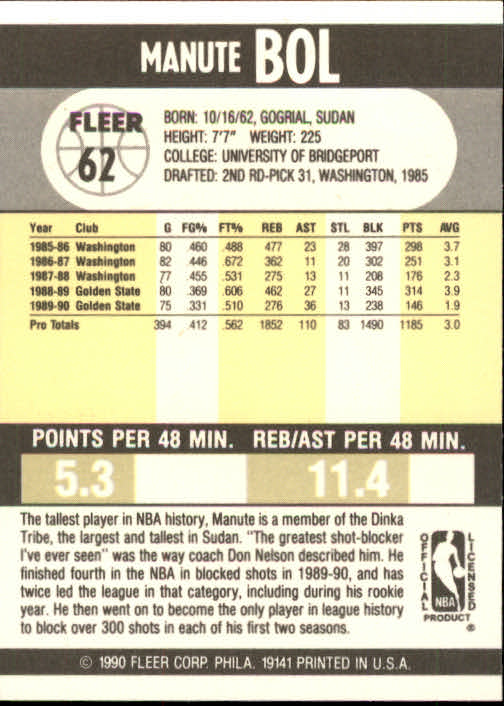 MANUTE BOL
FLEER
62
BORN: 10/16/62, GOGRIAL, SUDAN
HEIGHT: 7'7" WEIGHT: 225
COLLEGE: UNIVERSITY OF BRIDGEPORT
DRAFTED: 2ND RD-PICK 31, WASHINGTON, 1985
Year Club G FG% FT% REB AST STL BLK PTS AVG
1985-86 Washington 80 .460 .488 477 23 28 397 298 3.7
1986-87 Washington 82 .446 .672 362 11 20 302 251 3.1
1987-88 Washington 77 .455 .531 275 13 11 208 176 2.3
1988-89 Golden State 80 .369 .606 462 27 11 345 314 3.9
1989-90 Golden State 75 .331 .510 276 36 13 238 146 1.9
Pro Totals 394 .412 .562 1852 110 83 1490 1185 3.0
POINTS PER 48 MIN. REB/AST PER 48 MIN.
5.3 11.4
The tallest player in NBA history, Manute is a member of the Dinka
Tribe, the largest and tallest in Sudan. "The greatest shot-blocker
I've ever seen" was the way coach Don Nelson described him. He
finished fourth in the NBA in blocked shots in 1989-90, and has
twice led the league in that category, including during his rookie
year. He then went on to become the only player in league history
to block over 300 shots in each of his first two seasons.
OFFICIAL
LICENSED
NBA
PRODUCT ®
© 1990 FLEER CORP. PHILA. 19141 PRINTED IN U.S.A.